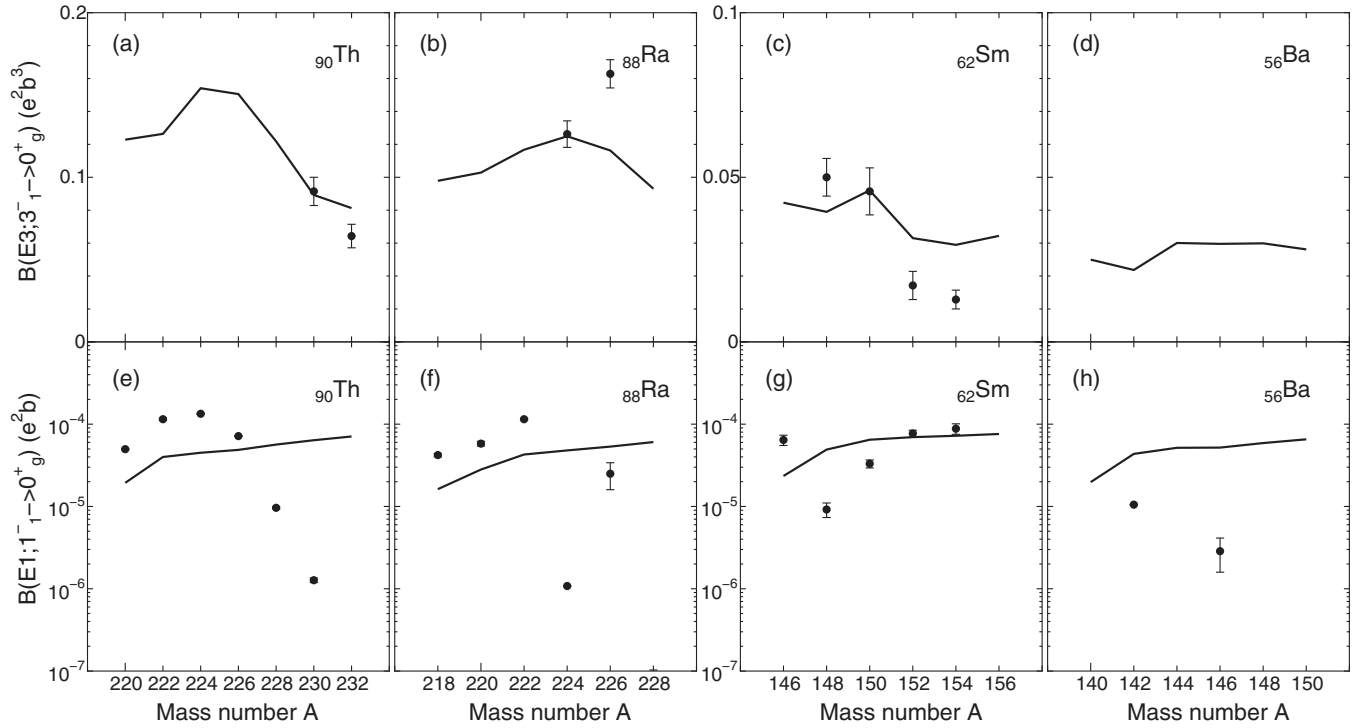 B(E3;3⁻₁−>0⁺g) (e²b³)
0.2
0.1
0
(a)
₉₀Th
(b)
₈₈Ra
0.1
0.05
0
(c)
₆₂Sm
(d)
₅₆Ba
B(E1;1⁻₁−>0⁺g) (e²b)
10⁻⁴
10⁻⁵
10⁻⁶
10⁻⁷
(e)
₉₀Th
(f)
₈₈Ra
10⁻⁴
10⁻⁵
10⁻⁶
10⁻⁷
(g)
₆₂Sm
(h)
₅₆Ba
220 222 224 226 228 230 232
218 220 222 224 226 228
146 148 150 152 154 156
140 142 144 146 148 150
Mass number A
Mass number A
Mass number A
Mass number A